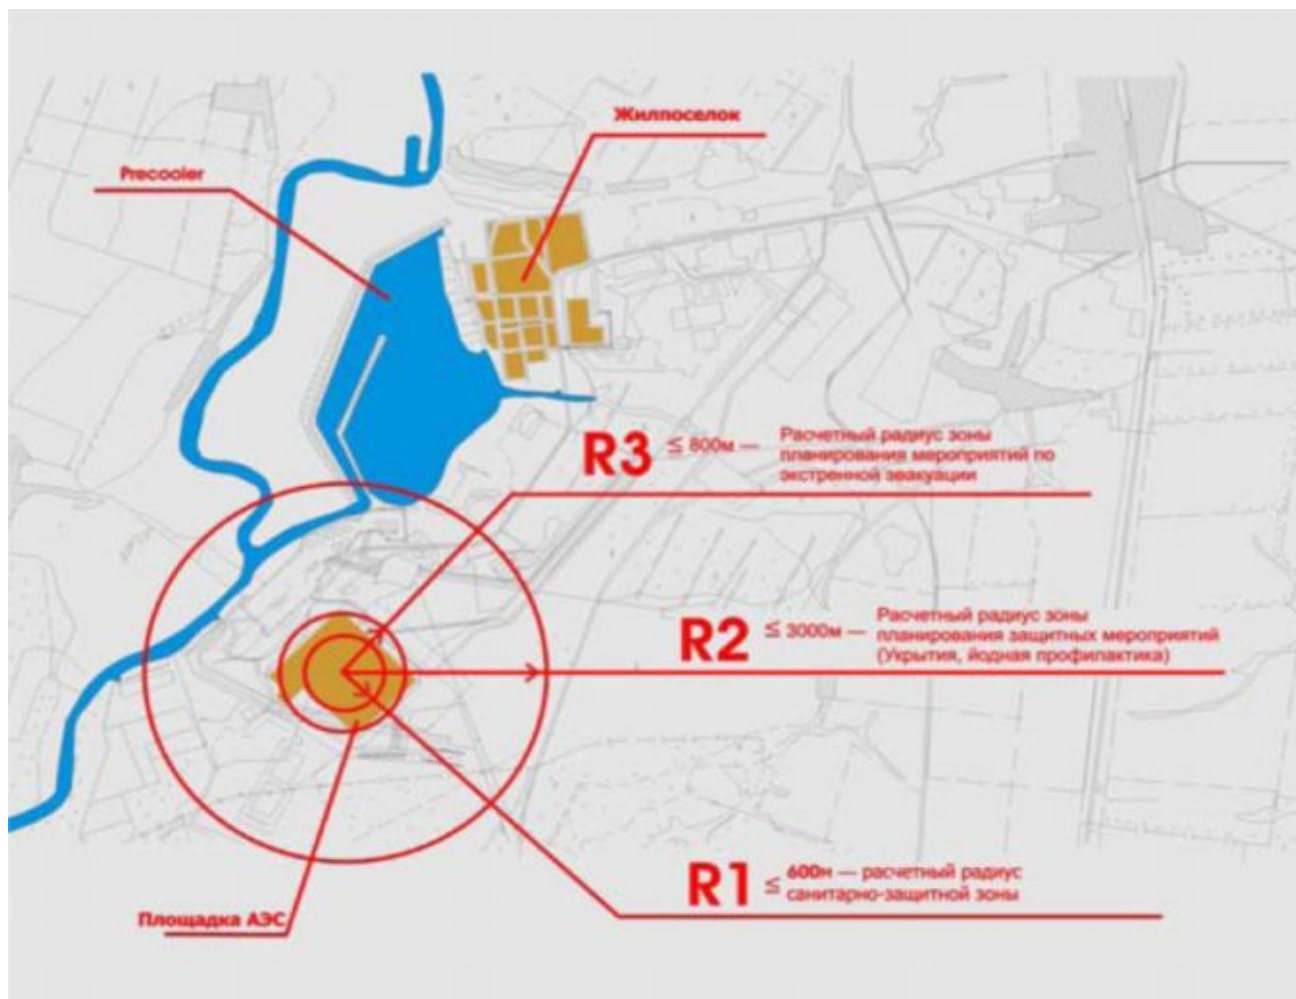 Жилпоселок
Precooler
R3 ≤ 800м — Расчетный радиус зоны
планирования мероприятий по
экстренной эвакуации
R2 ≤ 3000м — Расчетный радиус зоны
планирования защитных мероприятий
(Укрытия, йодная профилактика)
R1 ≤ 600м — расчетный радиус
санитарно-защитной зоны
Площадка АЭС